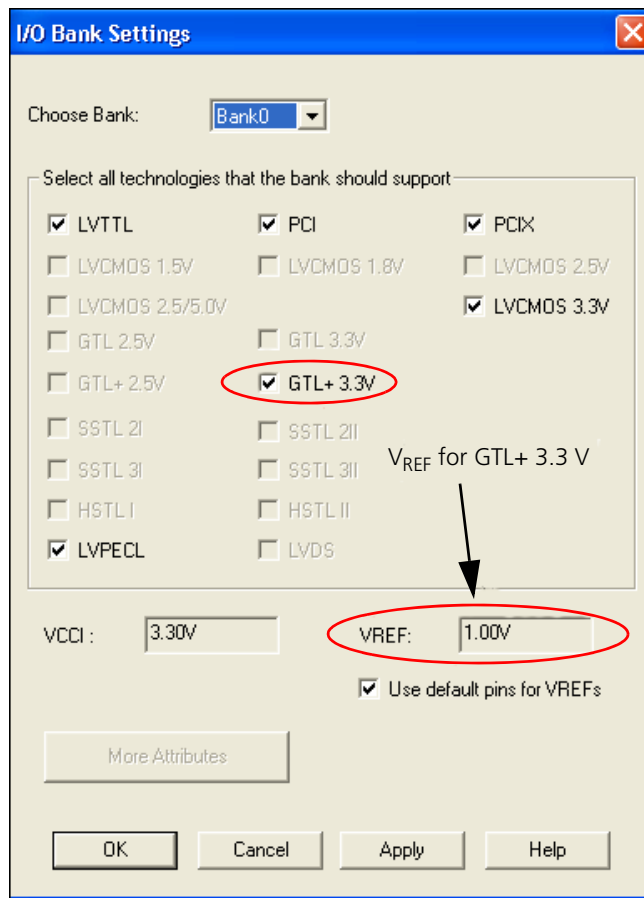 I/O Bank Settings
Choose Bank: Bank0
Select all technologies that the bank should support
LVTTL PCI PCIX
LVCMOS 1.5V LVCMOS 1.8V LVCMOS 2.5V
LVCMOS 2.5/5.0V LVCMOS 3.3V
GTL 2.5V GTL 3.3V
GTL+ 2.5V GTL+ 3.3V
SSTL 2I SSTL 2II
VREF for GTL+ 3.3 V
SSTL 3I SSTL 3II
HSTL I HSTL II
LVPECL LVDS
VCCI : 3.30V VREF: 1.00V
Use default pins for VREFs
More Attributes
OK Cancel Apply Help